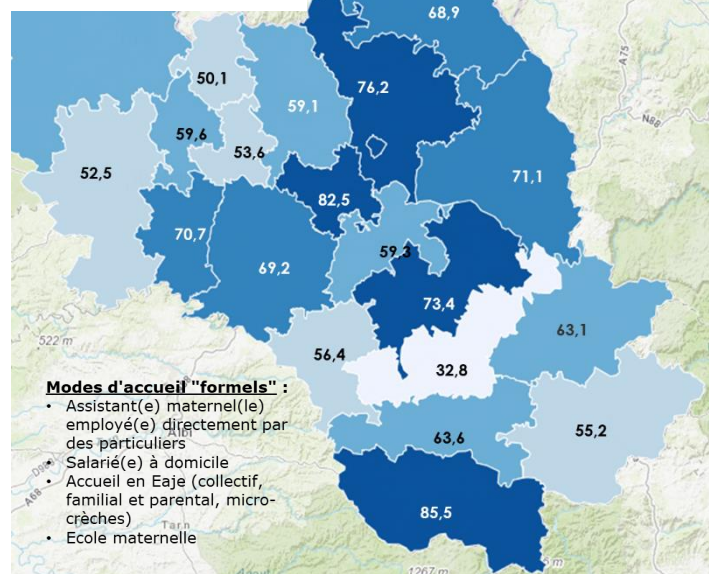 68,9
A 75
76,2
50,1
59,1
N88
59,6
53,6
52,5
71,1
82,5
70,7
59,3
69,2
73,4
63,1
522 m
56,4
32,8
Modes d'accueil "formels" :
• Assistant(e) maternel(le)
employé(e) directement par
des particuliers
Albi
• Salarié(e) à domicile
• Accueil en Eaje (collectif,
familial et parental, micro-
crèches)
• Ecole maternelle
63,6
55,2
A68
Tarn
85,5
1267 m